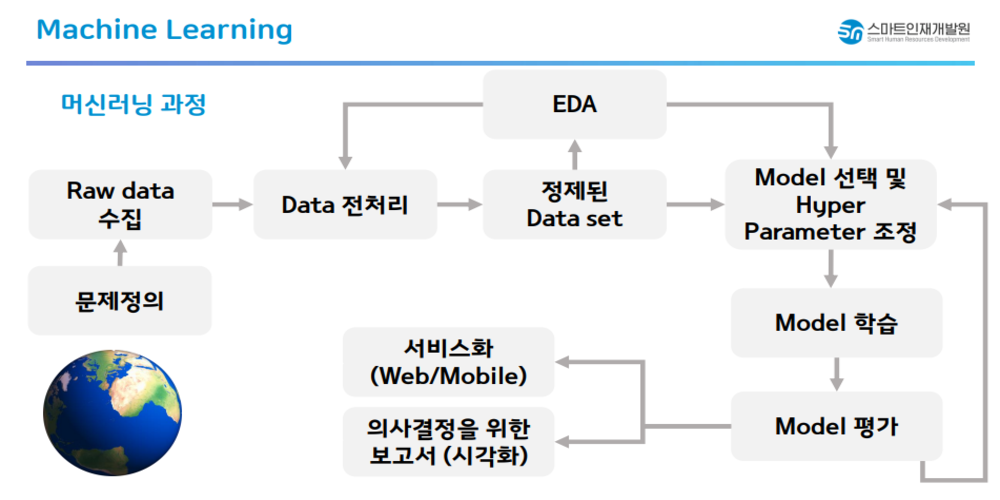 Machine Learning
스마트인재개발원
Smart Human Resources Development
머신러닝 과정
EDA
Raw data
수집
Data 전처리
정제된
Data set
Model 선택 및
Hyper
Parameter 조정
문제정의
Model 학습
서비스화
(Web/Mobile)
의사결정을 위한
보고서 (시각화)
Model 평가